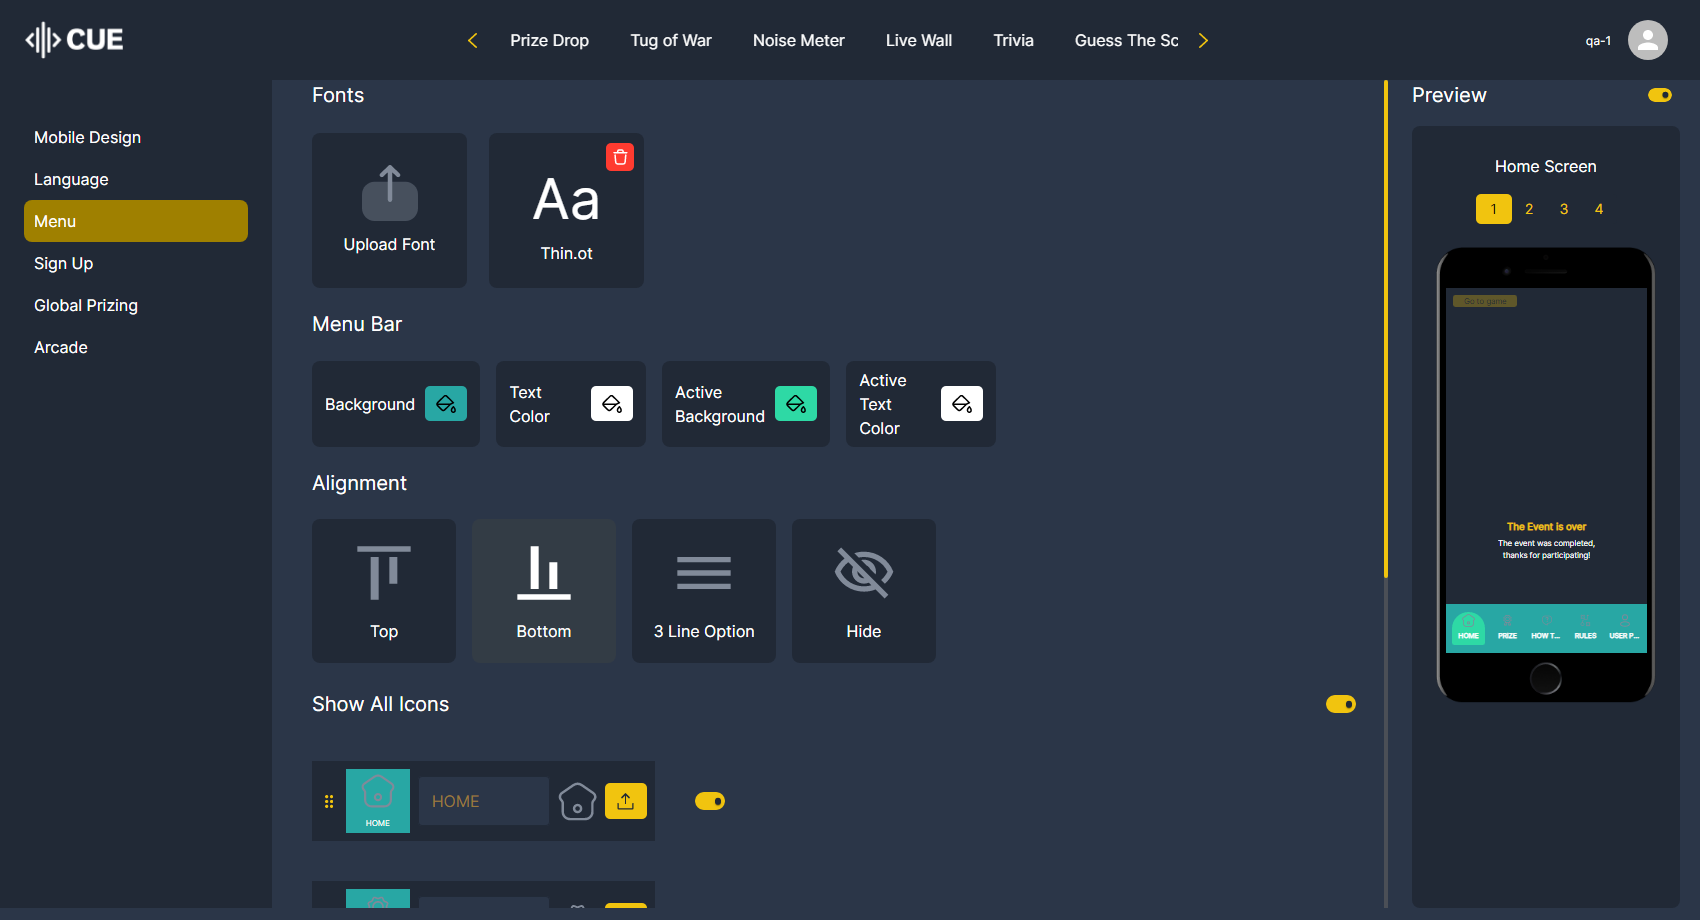 CUE
Prize Drop
Tug of War
Noise Meter
Live Wall
Trivia
Guess The Sc
qa-1
Mobile Design
Language
Menu
Sign Up
Global Prizing
Arcade
Fonts
Upload Font
Aa
Thin.ot
Menu Bar
Background
Text
Color
Active
Background
Active
Text
Color
Alignment
Top
Bottom
3 Line Option
Hide
Show All Icons
HOME
HOME
Preview
Home Screen
1 2 3 4
Go to game
The Event is over
The event was completed,
thanks for participating!
HOME PRIZE HOW T... RULES USER P...